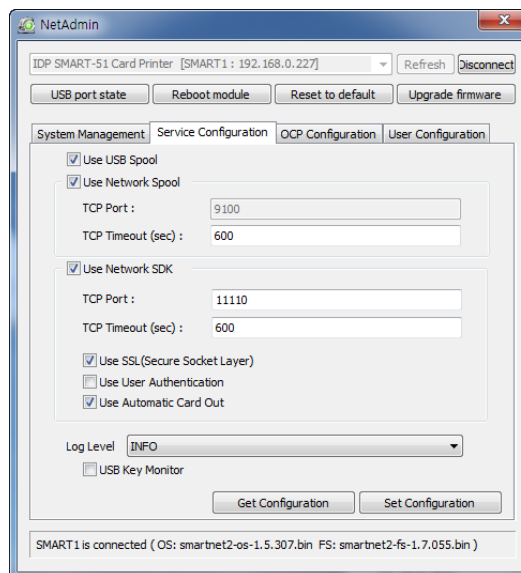 NetAdmin
IDP SMART-51 Card Printer [SMART1 : 192.168.0.227] Refresh Disconnect
USB port state Reboot module Reset to default Upgrade firmware
System Management Service Configuration OCP Configuration User Configuration
Use USB Spool
Use Network Spool
TCP Port : 9100
TCP Timeout (sec) : 600
Use Network SDK
TCP Port : 11110
TCP Timeout (sec) : 600
Use SSL(Secure Socket Layer)
Use User Authentication
Use Automatic Card Out
Log Level INFO
USB Key Monitor
Get Configuration Set Configuration
SMART1 is connected ( OS: smartnet2-os-1.5.307.bin FS: smartnet2-fs-1.7.055.bin )